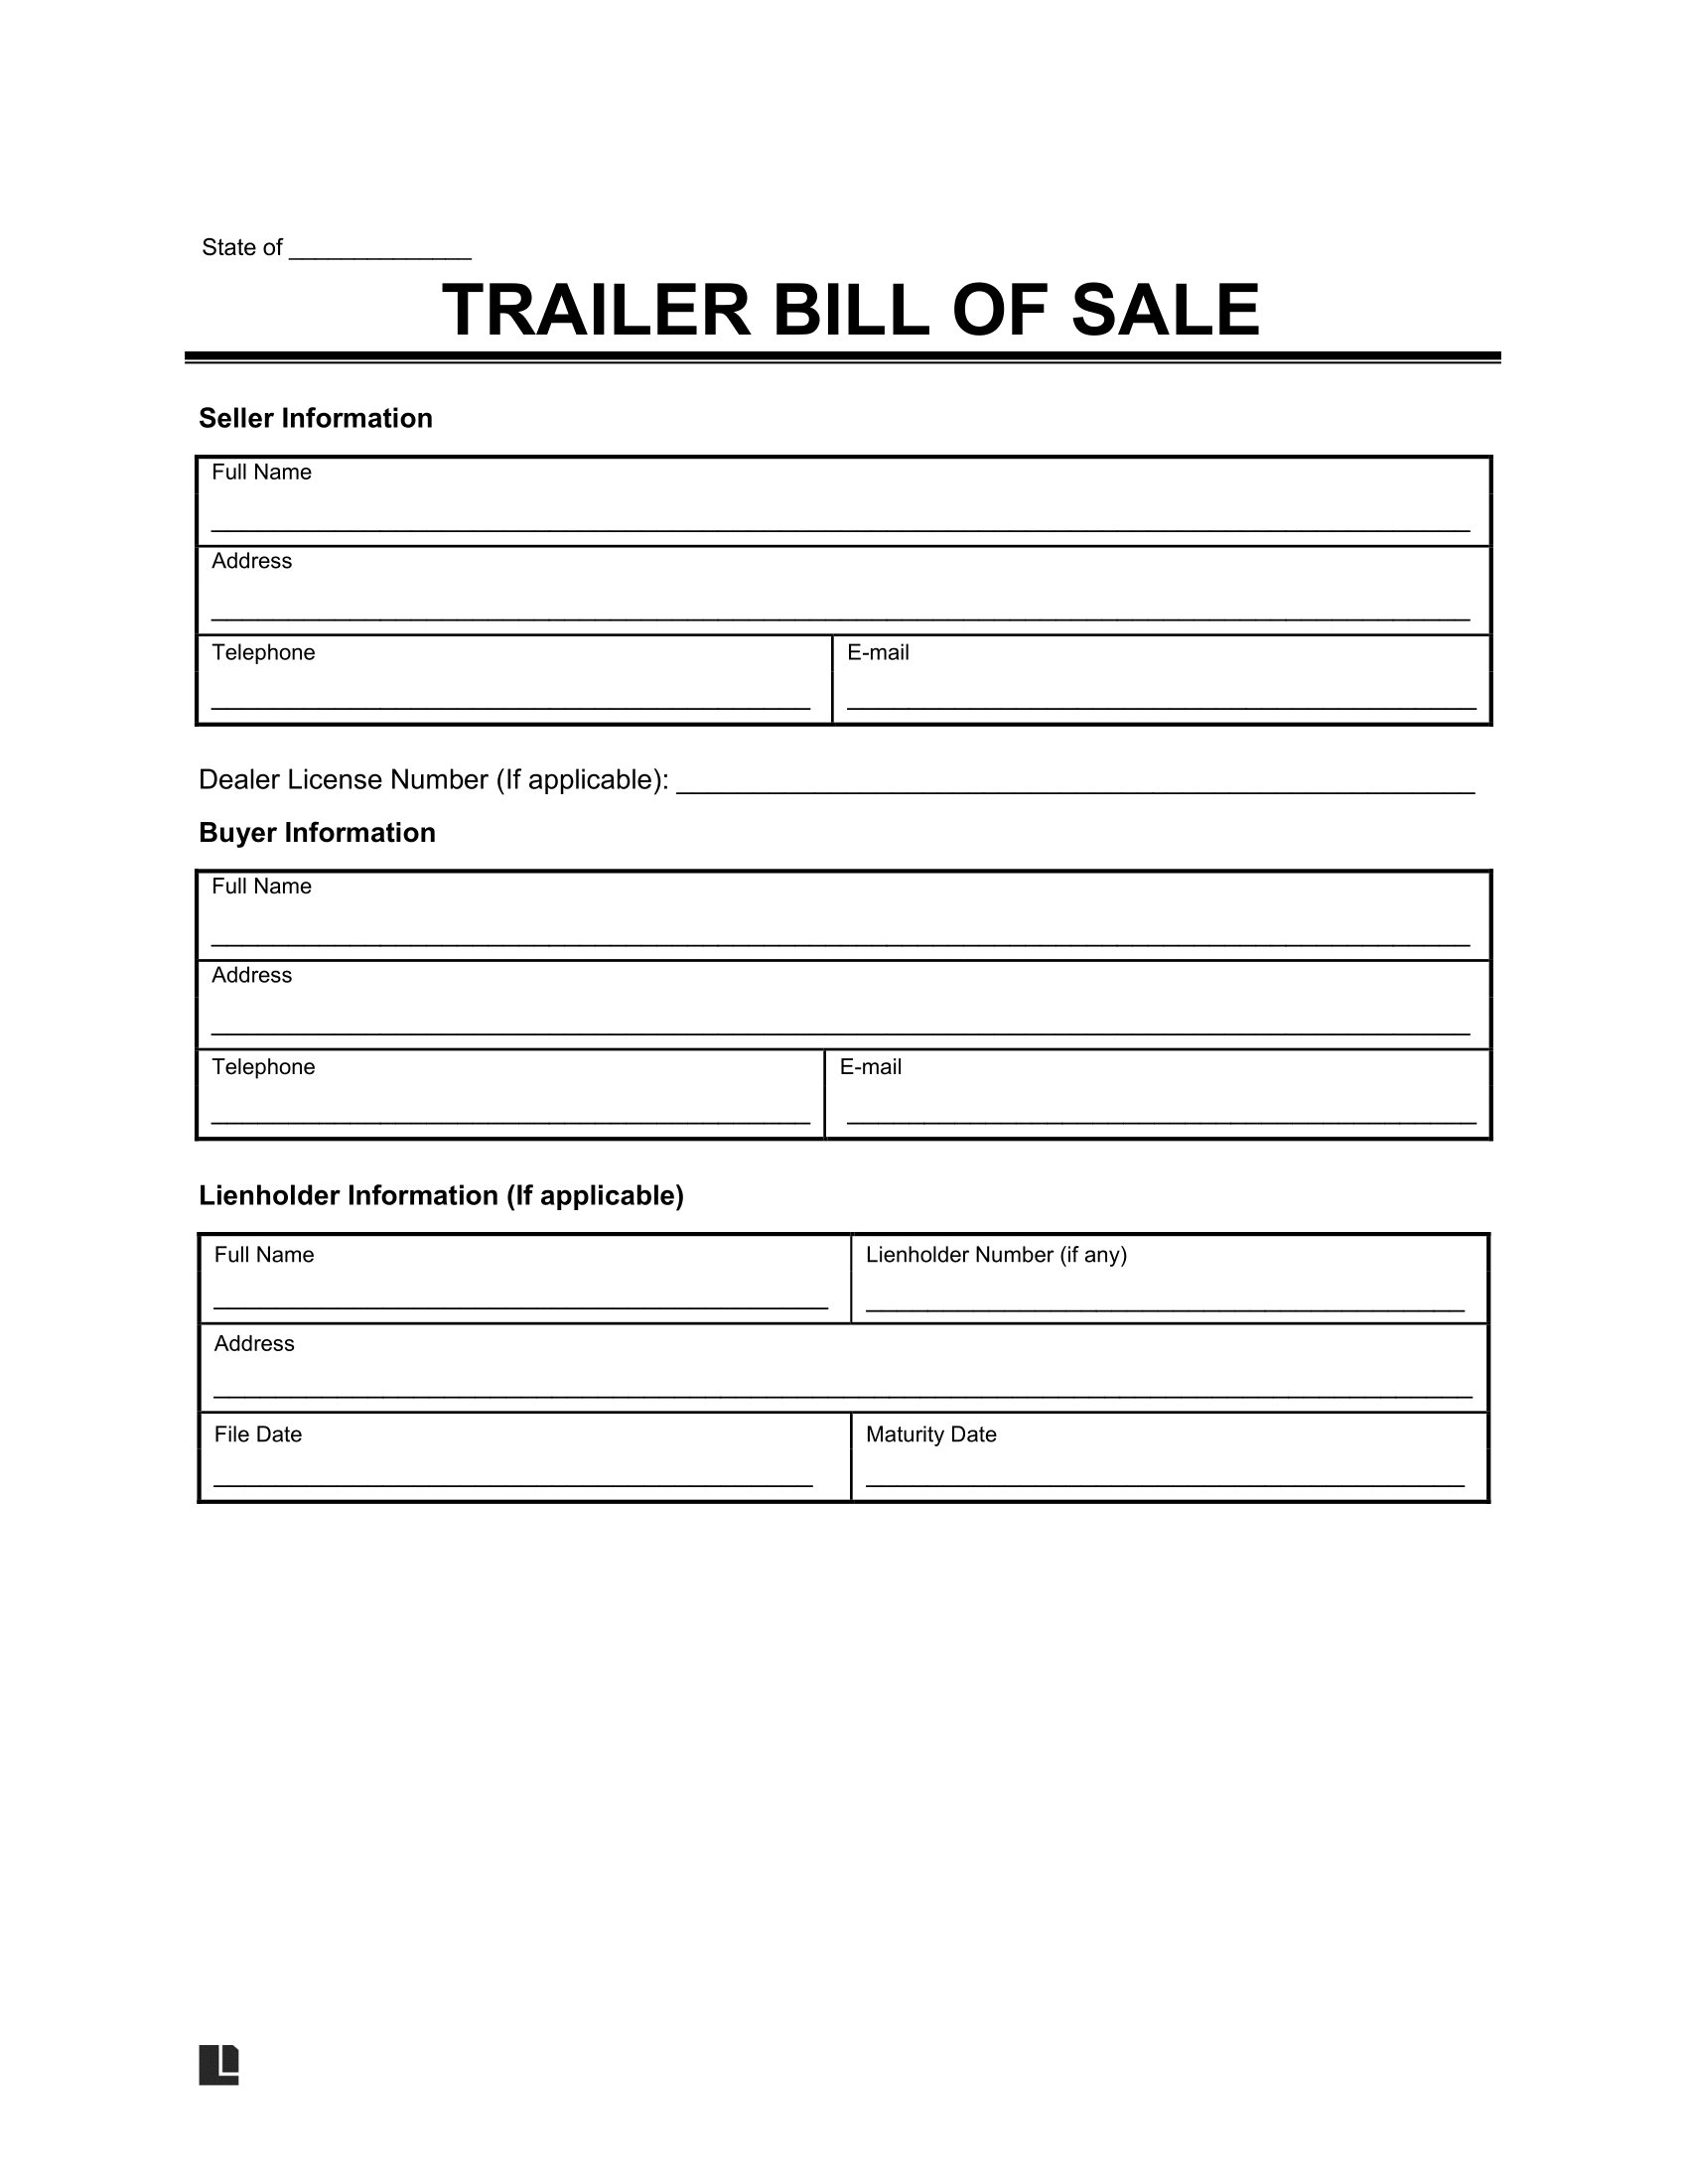 State of ______________
TRAILER BILL OF SALE
Seller Information
Full Name
Address
Telephone E-mail
Dealer License Number (If applicable): ______________________________________________________
Buyer Information
Full Name
Address
Telephone E-mail
Lienholder Information (If applicable)
Full Name Lienholder Number (if any)
Address
File Date Maturity Date